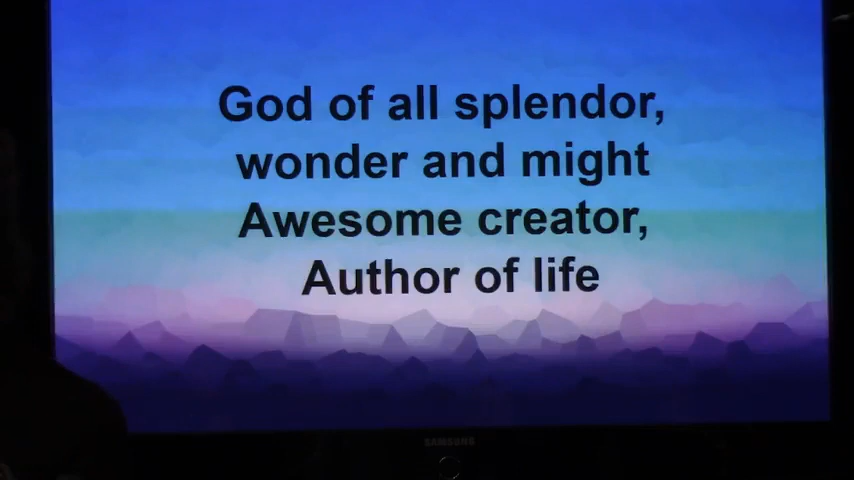 God of all splendor,
wonder and might
Awesome creator,
Author of life
SAMSUNG